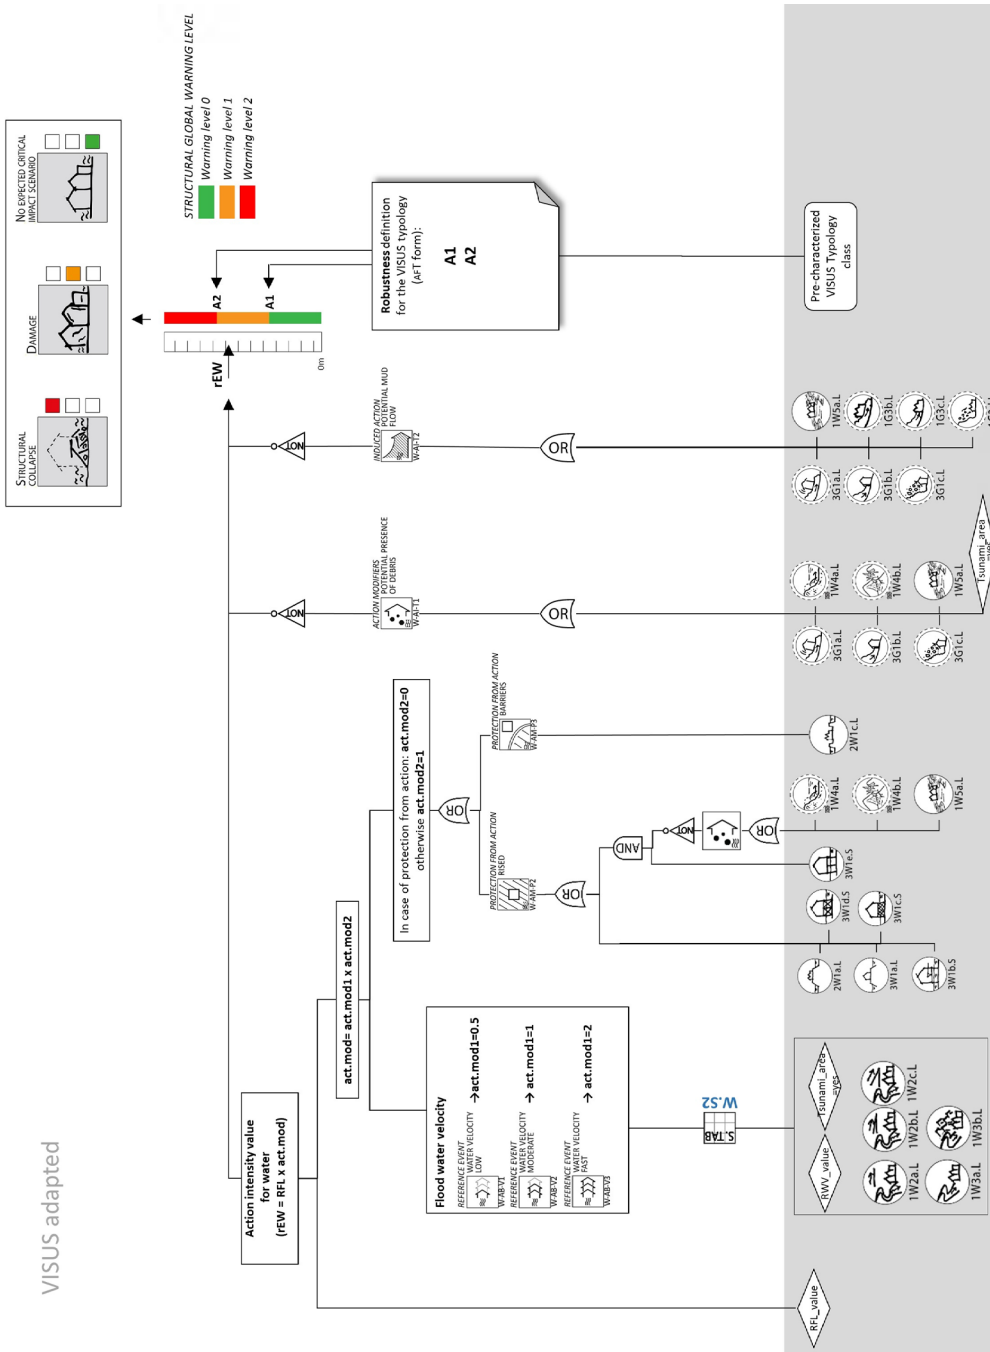 VISUS adapted
STRUCTURAL
COLLAPSE
DAMAGE
NO EXPECTED CRITICAL
IMPACT SCENARIO
STRUCTURAL GLOBAL WARNING LEVEL
Warning level 0
Warning level 1
Warning level 2
rEW
0m
A2
A1
Action intensity value
for water
(rEW = RFL x act.mod)
act.mod= act.mod1 x act.mod2
In case of protection from action: act.mod2=0
otherwise act.mod2=1
OR
Flood water velocity
REFERENCE EVENT
WATER VELOCITY
LOW
W-AB-V1
→act.mod1=0.5
REFERENCE EVENT
WATER VELOCITY
MODERATE
W-AB-V2
→ act.mod1=1
REFERENCE EVENT
WATER VELOCITY
FAST
W-AB-V3
→ act.mod1=2
PROTECTION FROM ACTION
RISED
W-AM-P2
PROTECTION FROM ACTION
BARRIERS
W-AM-P3
OR
AND
NOT
OR
NOT
ACTION MODIFIERS
POTENTIAL PRESENCE
OF DEBRIS
W-AI-T1
OR
NOT
INDUCED ACTION
POTENTIAL MUD
FLOW
W-AI-T2
OR
Robustness definition
for the VISUS typology
(AFT form):
A1
A2
S.TAB
W.S2
RFL_value
RWV_value
Tsunami_area
=yes
1W2a.L
1W2b.L
1W2c.L
1W3a.L
1W3b.L
2W1a.L
3W1d.S
3W1e.S
3W1a.L
3W1c.S
3W1b.S
1W4a.L
1W4b.L
1W5a.L
2W1c.L
3G1a.L
1W4a.L
3G1b.L
1W4b.L
3G1c.L
1W5a.L
Tsunami_area
3G1a.L
1W5a.L
3G1b.L
1G3b.L
3G1c.L
1G3c.L
Pre-characterized
VISUS Typology
class